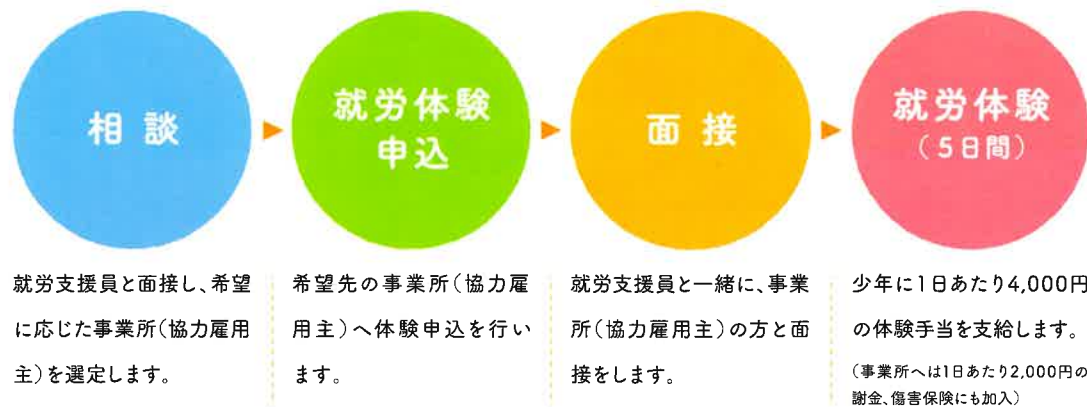 相談
就労体験
申込
面接
就労体験
（5日間）
就労支援員と面接し、希望
に応じた事業所（協力雇用
主）を選定します。
希望先の事業所（協力雇
用主）へ体験申込を行い
ます。
就労支援員と一緒に、事業
所（協力雇用主）の方と面
接をします。
少年に1日あたり4,000円
の体験手当を支給します。
（事業所へは1日あたり2,000円の
謝金、傷害保険にも加入）